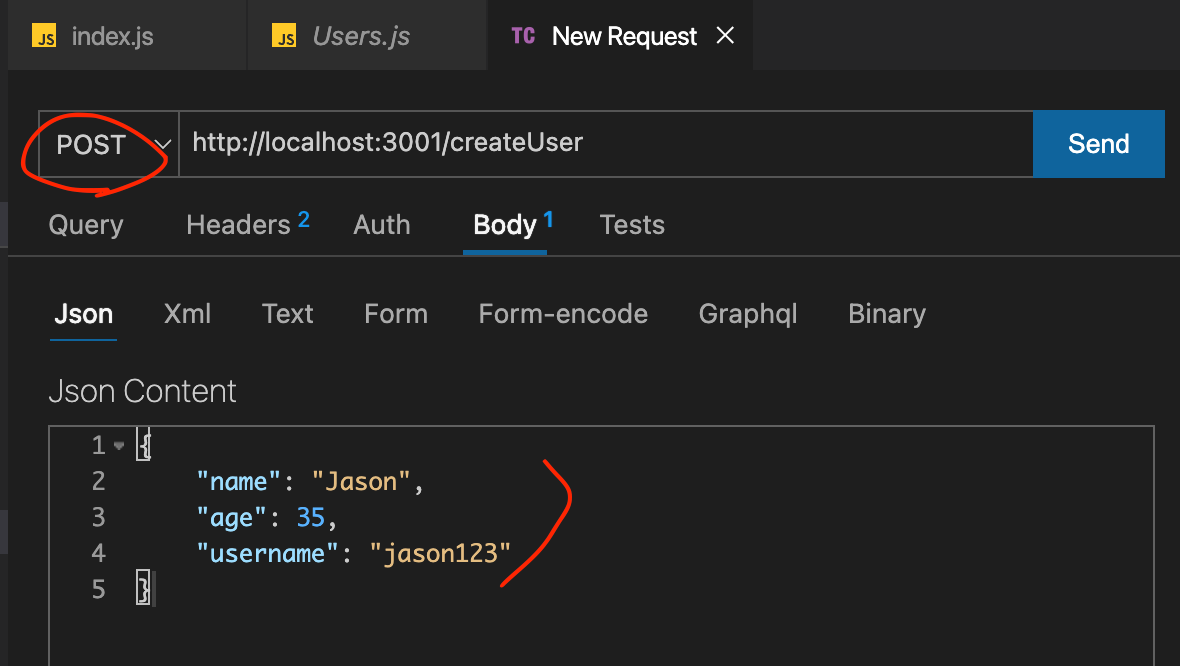 JS index.js JS Users.js TC New Request ×
POST http://localhost:3001/createUser Send
Query Headers 2 Auth Body 1 Tests
Json Xml Text Form Form-encode Graphql Binary
Json Content
1 {
2 "name": "Jason",
3 "age": 35,
4 "username": "jason123"
5 }